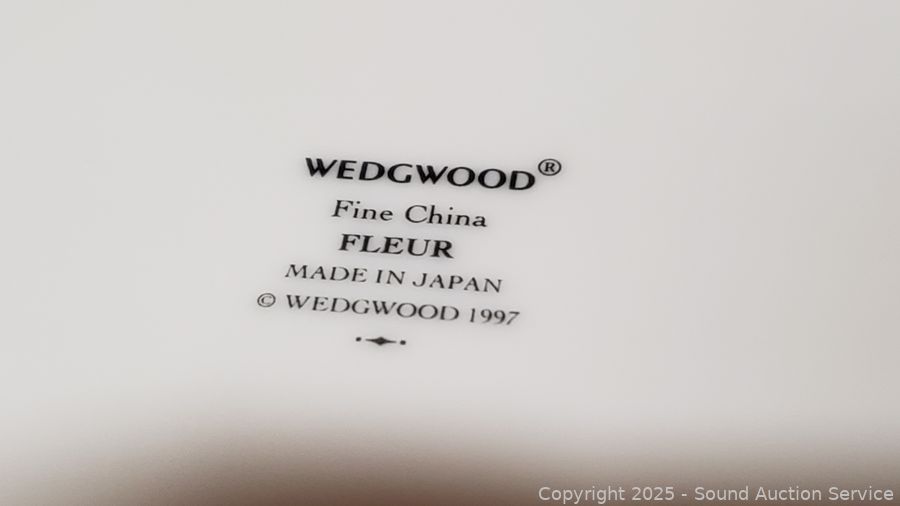 WEDGWOOD®
Fine China
FLEUR
MADE IN JAPAN
© WEDGWOOD 1997
Copyright 2025 - Sound Auction Service